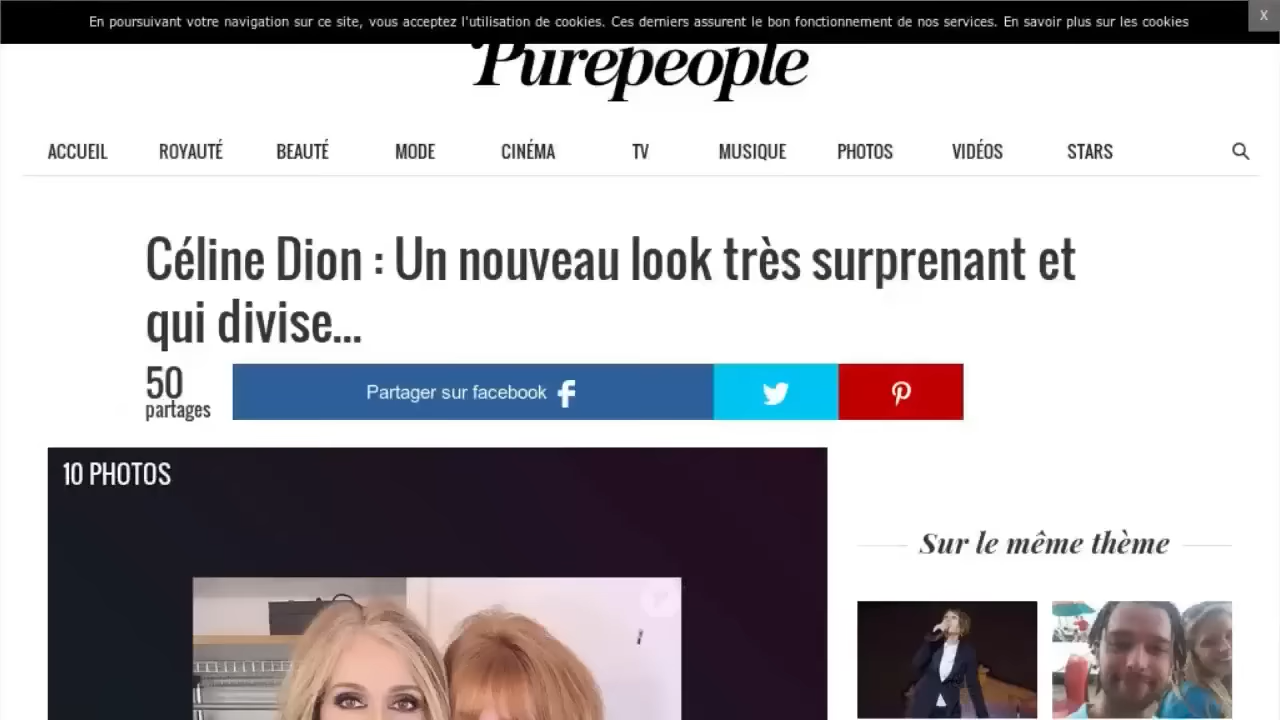 En poursuivant votre navigation sur ce site, vous acceptez l'utilisation de cookies. Ces derniers assurent le bon fonctionnement de nos services. En savoir plus sur les cookies
X
Purepeople
ACCUEIL ROYAUTÉ BEAUTÉ MODE CINÉMA TV MUSIQUE PHOTOS VIDÉOS STARS
Céline Dion : Un nouveau look très surprenant et
qui divise...
50
partages
Partager sur facebook
10 PHOTOS
Sur le même thème